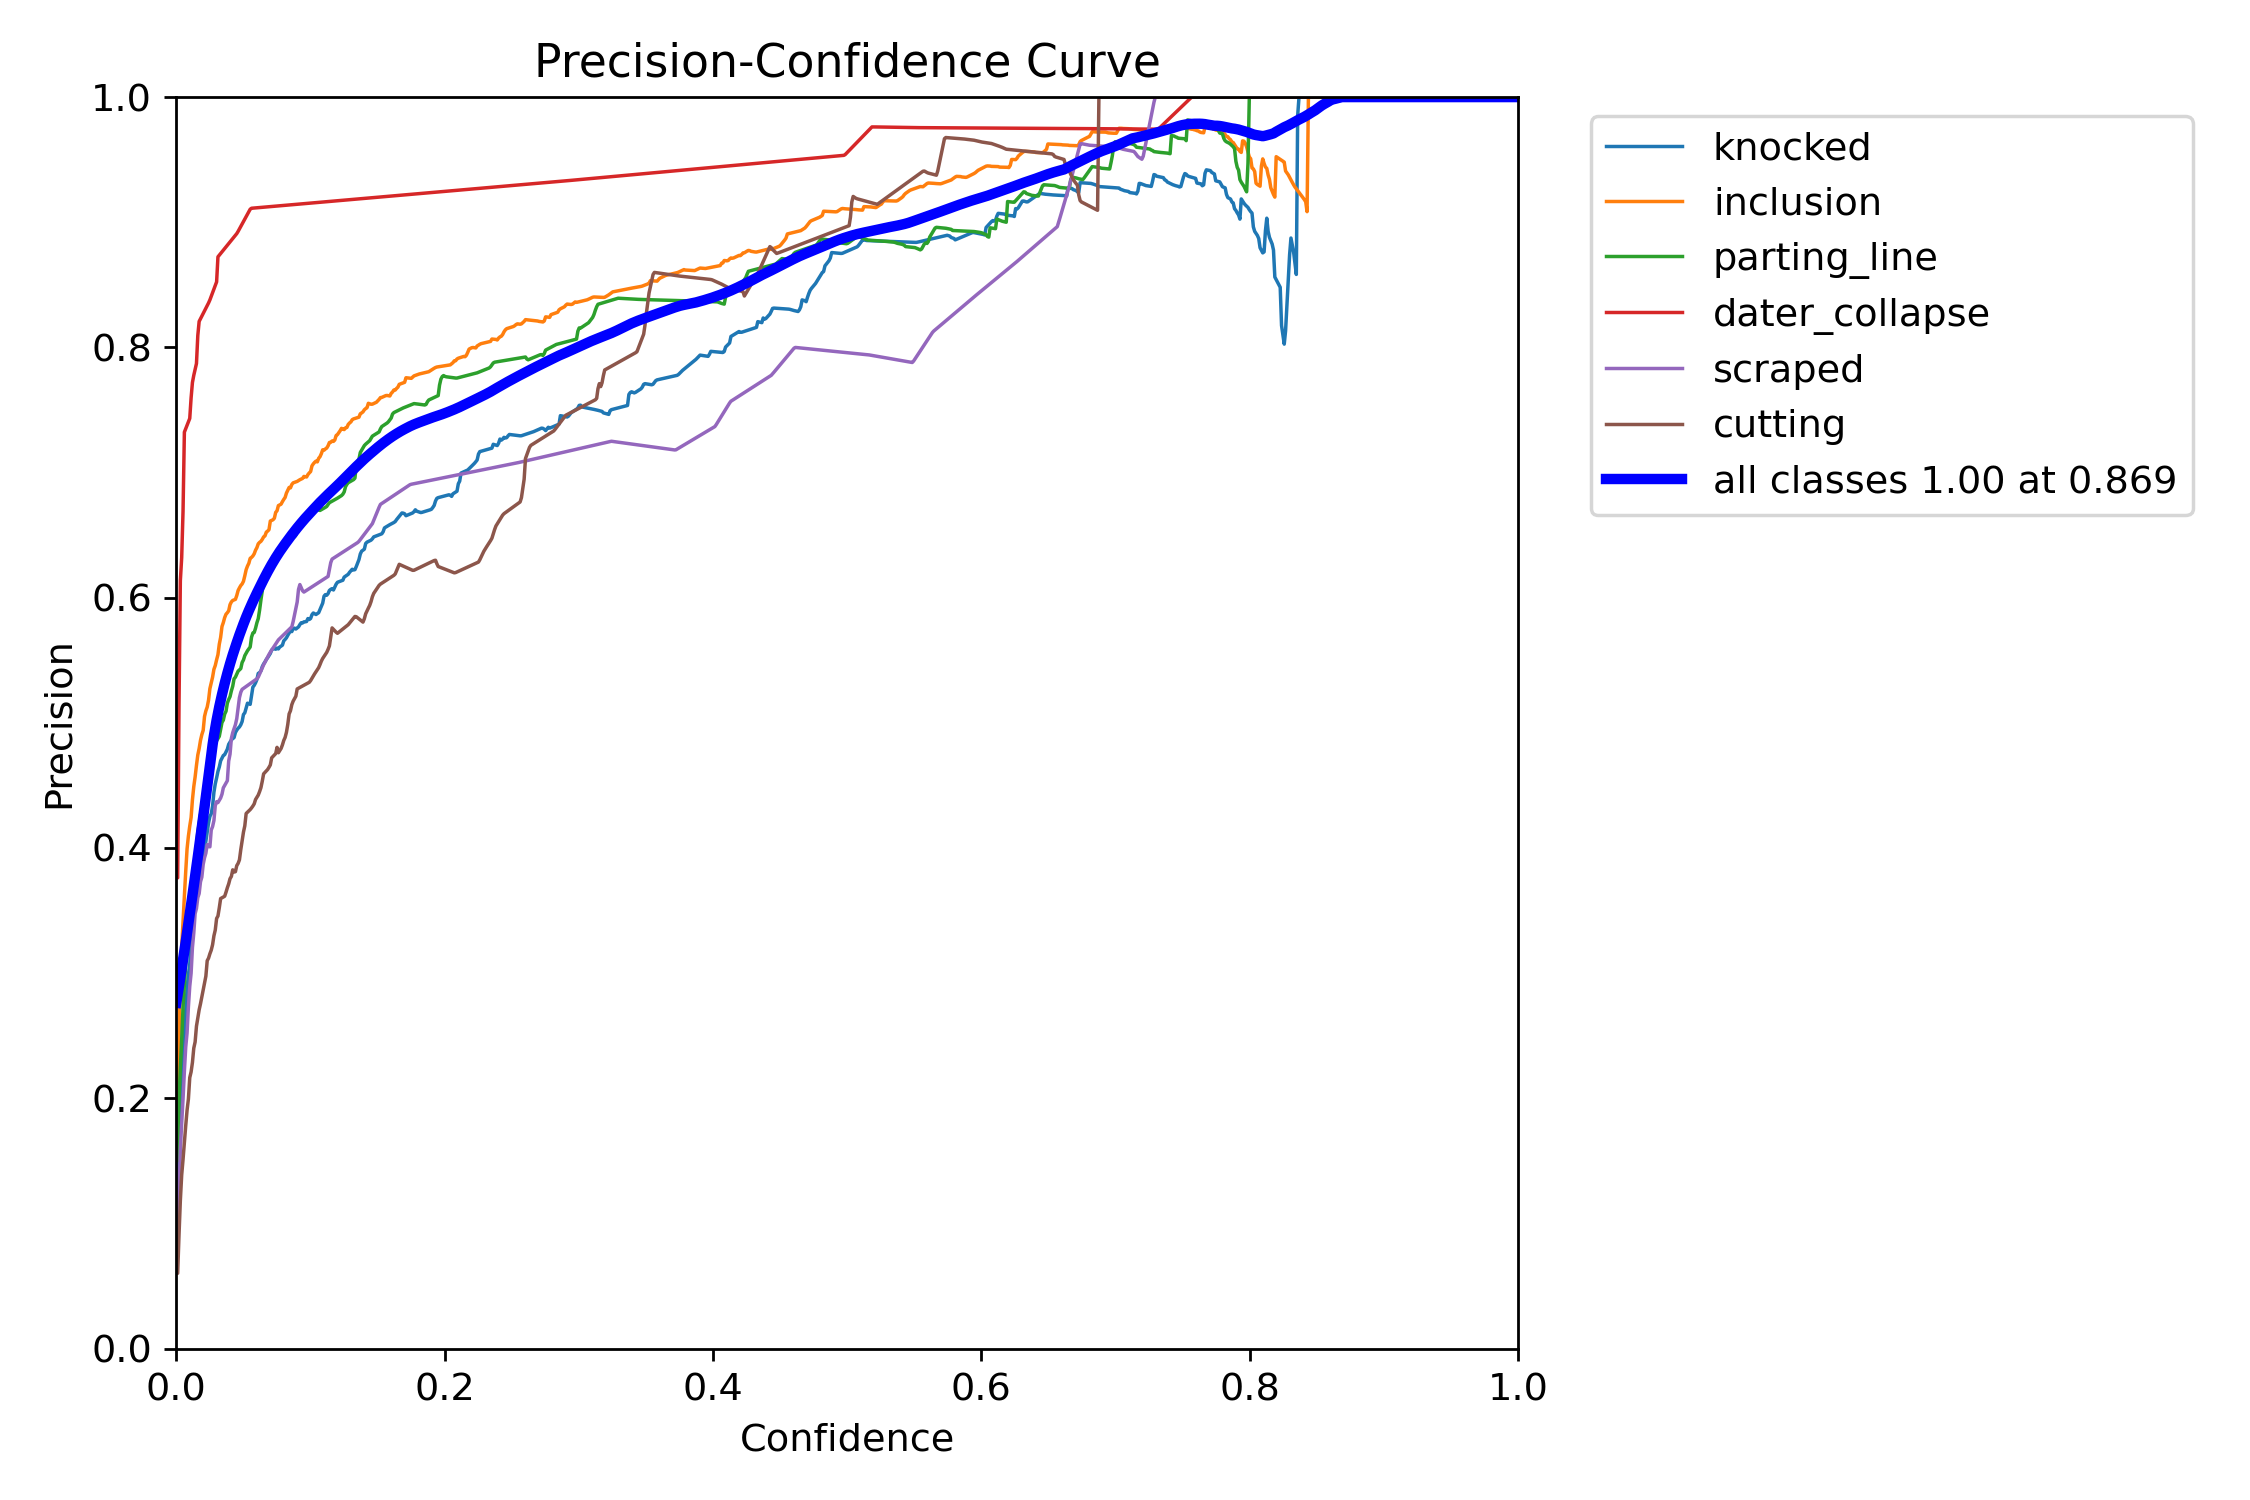 Precision-Confidence Curve
1.0
0.8
0.6
0.4
0.2
0.0
Precision
0.0 0.2 0.4 0.6 0.8 1.0
Confidence
knocked
inclusion
parting_line
dater_collapse
scraped
cutting
all classes 1.00 at 0.869